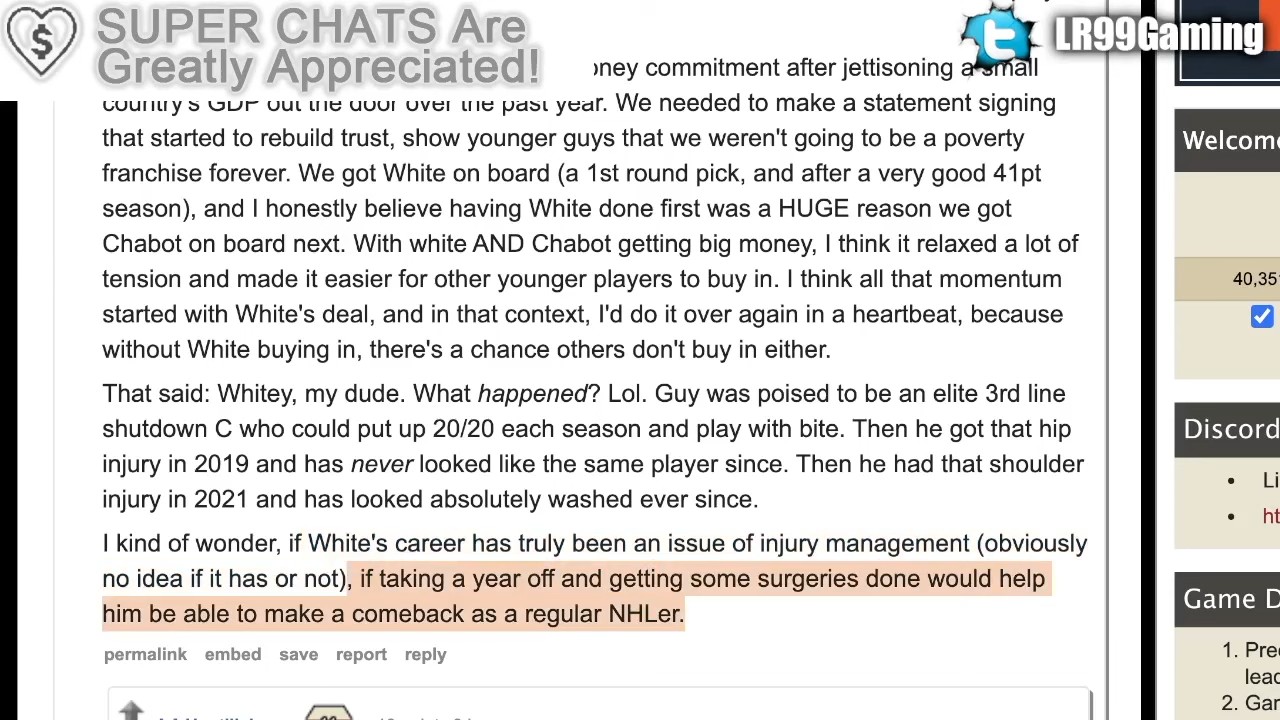 SUPER CHATS Are
Greatly Appreciated!
LR99Gaming
commitment after jettisoning a small
country's GDP out the door over the past year. We needed to make a statement signing
that started to rebuild trust, show younger guys that we weren't going to be a poverty
franchise forever. We got White on board (a 1st round pick, and after a very good 41pt
season), and I honestly believe having White done first was a HUGE reason we got
Chabot on board next. With white AND Chabot getting big money, I think it relaxed a lot of
tension and made it easier for other younger players to buy in. I think all that momentum
started with White's deal, and in that context, I'd do it over again in a heartbeat, because
without White buying in, there's a chance others don't buy in either.
That said: Whitey, my dude. What happened? Lol. Guy was poised to be an elite 3rd line
shutdown C who could put up 20/20 each season and play with bite. Then he got that hip
injury in 2019 and has never looked like the same player since. Then he had that shoulder
injury in 2021 and has looked absolutely washed ever since.
I kind of wonder, if White's career has truly been an issue of injury management (obviously
no idea if it has or not), if taking a year off and getting some surgeries done would help
him be able to make a comeback as a regular NHLer.
permalink embed save report reply
Welcom
40,35
Discord
Li
ht
Game D
1. Pre
lea
2. Gar